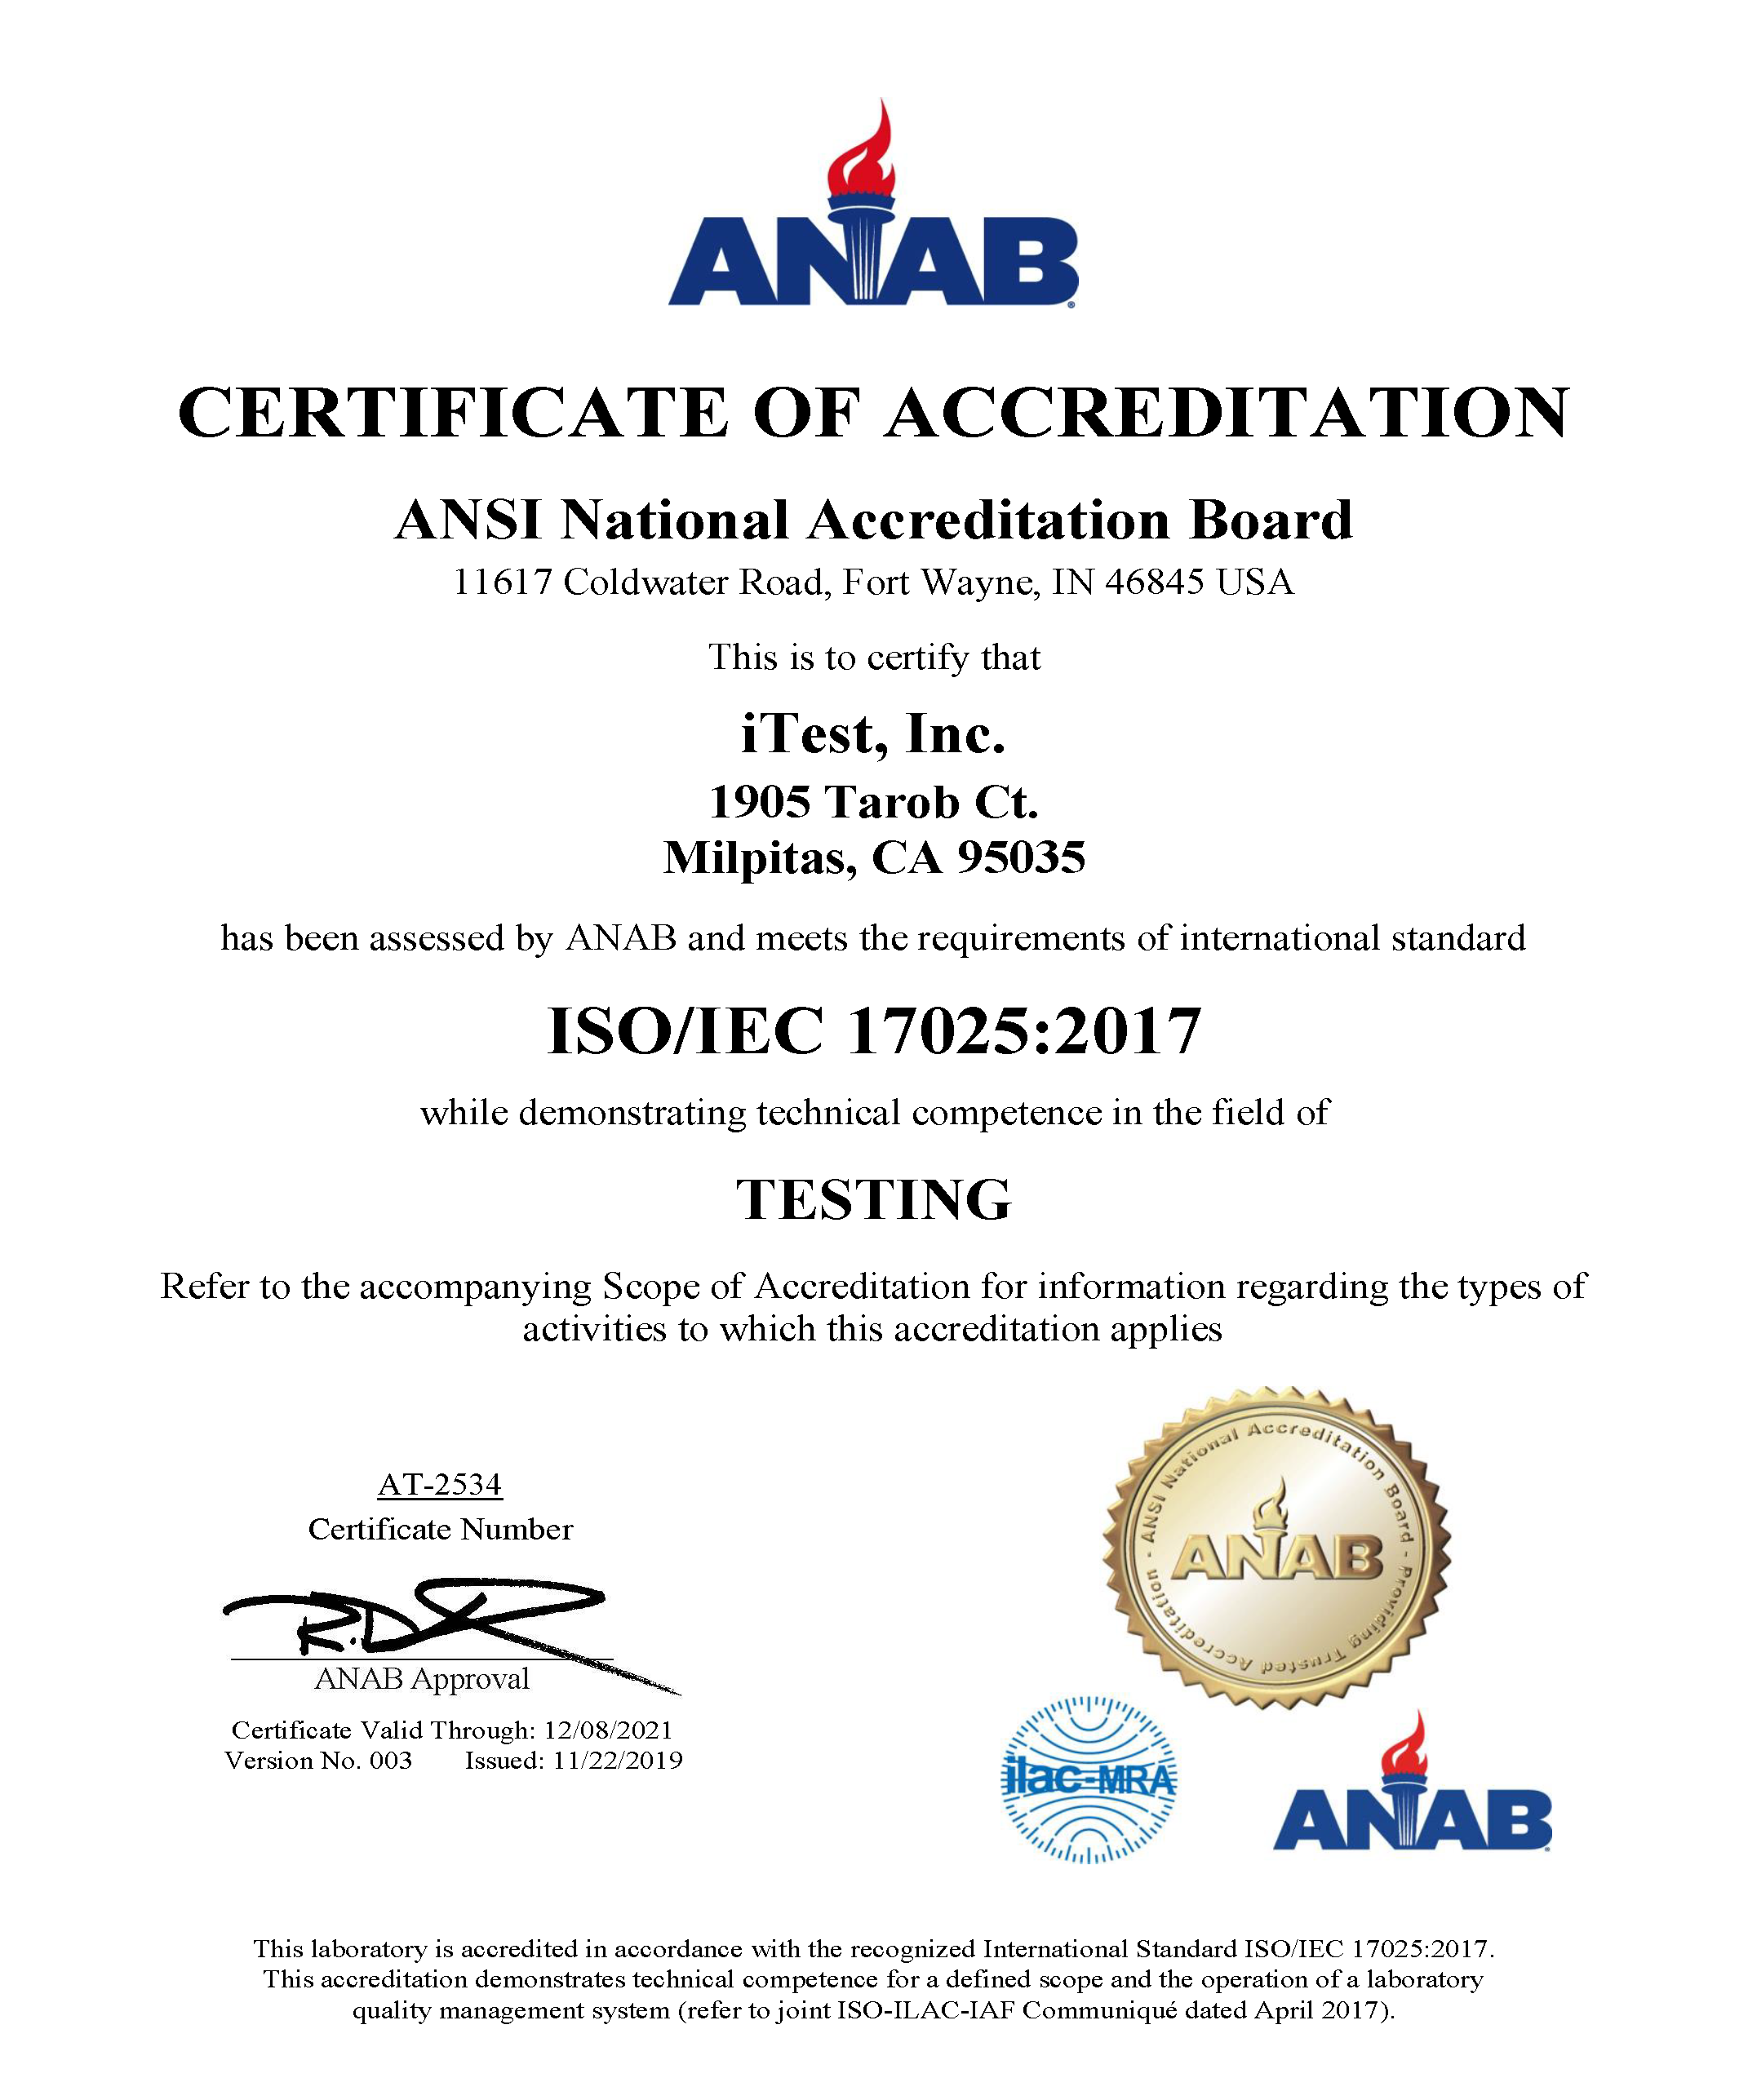 ANAB®
CERTIFICATE OF ACCREDITATION
ANSI National Accreditation Board
11617 Coldwater Road, Fort Wayne, IN 46845 USA
This is to certify that
iTest, Inc.
1905 Tarob Ct.
Milpitas, CA 95035
has been assessed by ANAB and meets the requirements of international standard
ISO/IEC 17025:2017
while demonstrating technical competence in the field of
TESTING
Refer to the accompanying Scope of Accreditation for information regarding the types of
activities to which this accreditation applies
AT-2534
Certificate Number
R.D
ANAB Approval
Certificate Valid Through: 12/08/2021
Version No. 003 Issued: 11/22/2019
- ANSI National Accreditation Board - Providing Trusted Accreditation
ANAB
ilac-MRA
ANAB®
This laboratory is accredited in accordance with the recognized International Standard ISO/IEC 17025:2017.
This accreditation demonstrates technical competence for a defined scope and the operation of a laboratory
quality management system (refer to joint ISO-ILAC-IAF Communiqué dated April 2017).